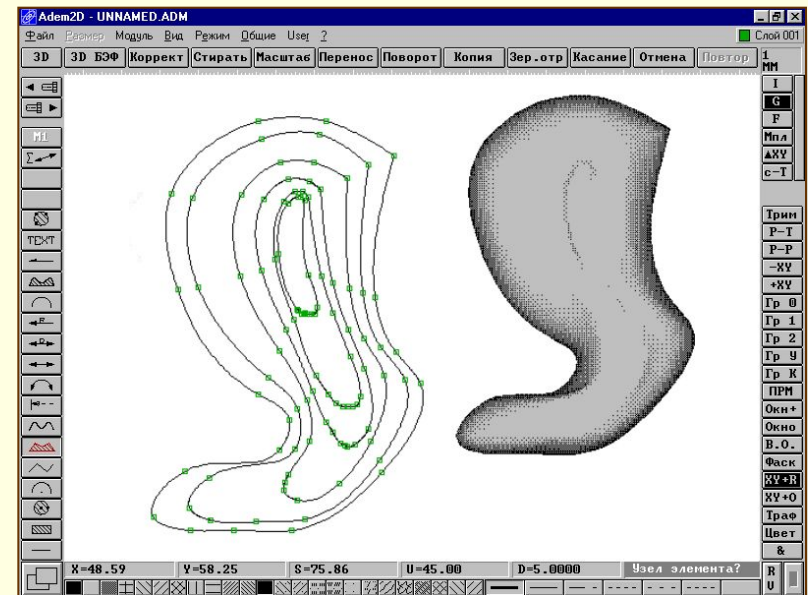 Adem2D - UNNAMED.ADM
Файл Размер Модуль Вид Режим Общие User ? Слой 001
3D 3D БЭФ Коррект Стирать Масштаб Перенос Поворот Копия Зер.отр Касание Отмена Повтор 1 ММ
I
G
F
M1
Мпл
▲XY
с-Т
TEXT
Трим
Р-Т
Р-Р
-XY
+XY
Гр 0
Гр 1
Гр 2
Гр У
Гр К
ПРМ
Окн+
Окно
В.О.
Фаск
XY+R
XY+O
Траф
Цвет
&
X=48.59 Y=58.25 S=75.86 U=45.00 D=5.0000 Узел элемента?
R
U